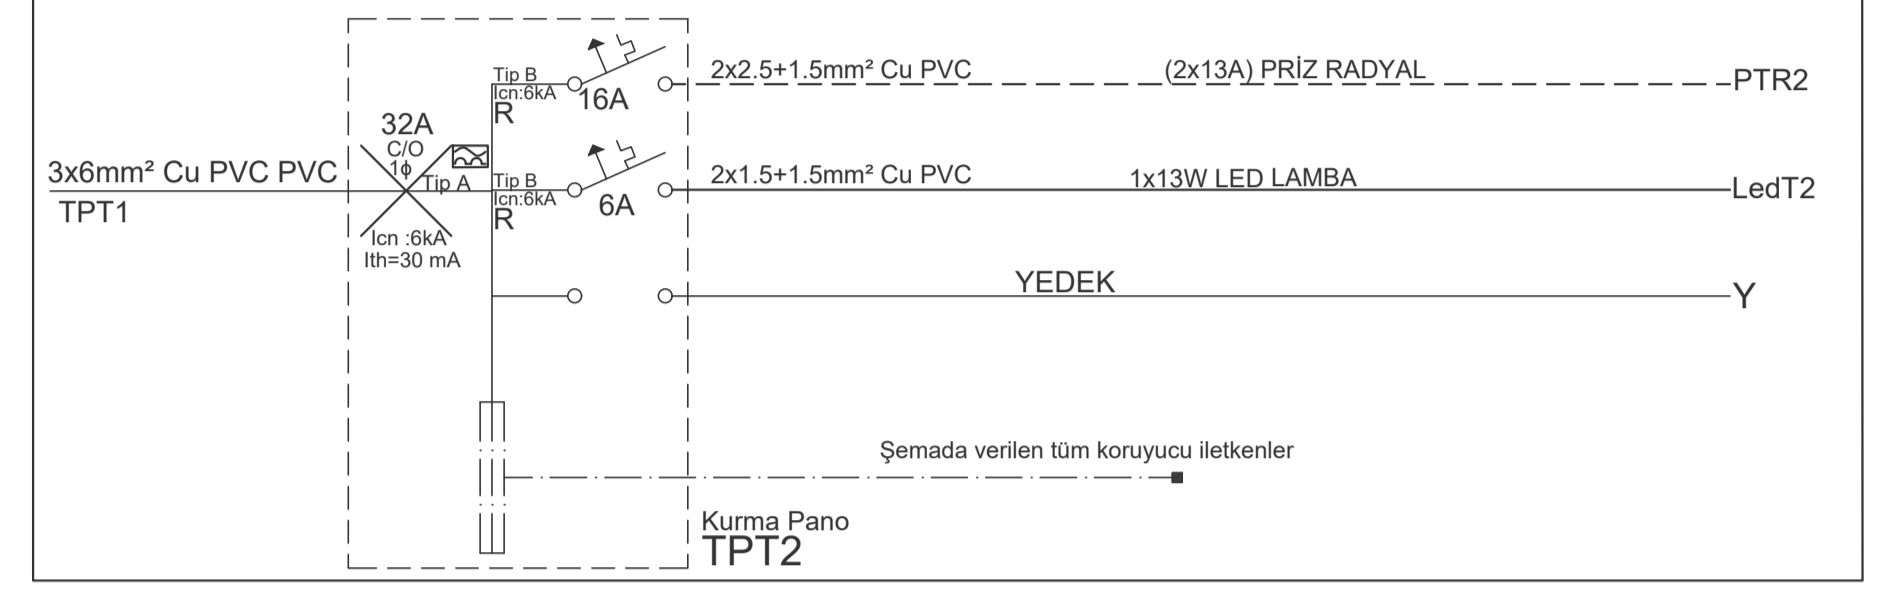 Tip B
Icn:6kA
R
16A
2x2.5+1.5mm² Cu PVC
(2x13A) PRİZ RADYAL
PTR2
32A
C/O
1ϕ
Tip A
3x6mm² Cu PVC PVC
TPT1
Icn :6kA
Ith=30 mA
Tip B
Icn:6kA
R
6A
2x1.5+1.5mm² Cu PVC
1x13W LED LAMBA
LedT2
YEDEK
Y
Şemada verilen tüm koruyucu iletkenler
Kurma Pano
TPT2